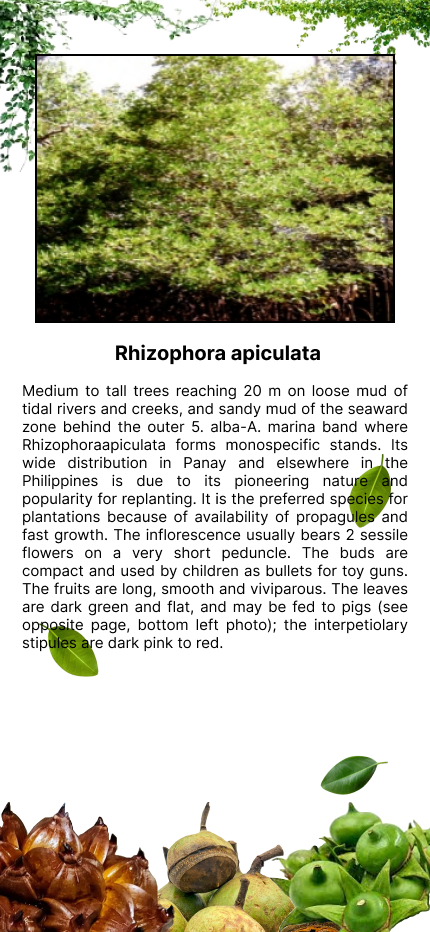 Rhizophora apiculata
Medium to tall trees reaching 20 m on loose mud of
tidal rivers and creeks, and sandy mud of the seaward
zone behind the outer 5. alba-A. marina band where
Rhizophoraapiculata forms monospecific stands. Its
wide distribution in Panay and elsewhere in the
Philippines is due to its pioneering nature and
popularity for replanting. It is the preferred species for
plantations because of availability of propagules and
fast growth. The inflorescence usually bears 2 sessile
flowers on a very short peduncle. The buds are
compact and used by children as bullets for toy guns.
The fruits are long, smooth and viviparous. The leaves
are dark green and flat, and may be fed to pigs (see
opposite page, bottom left photo); the interpetiolary
stipules are dark pink to red.